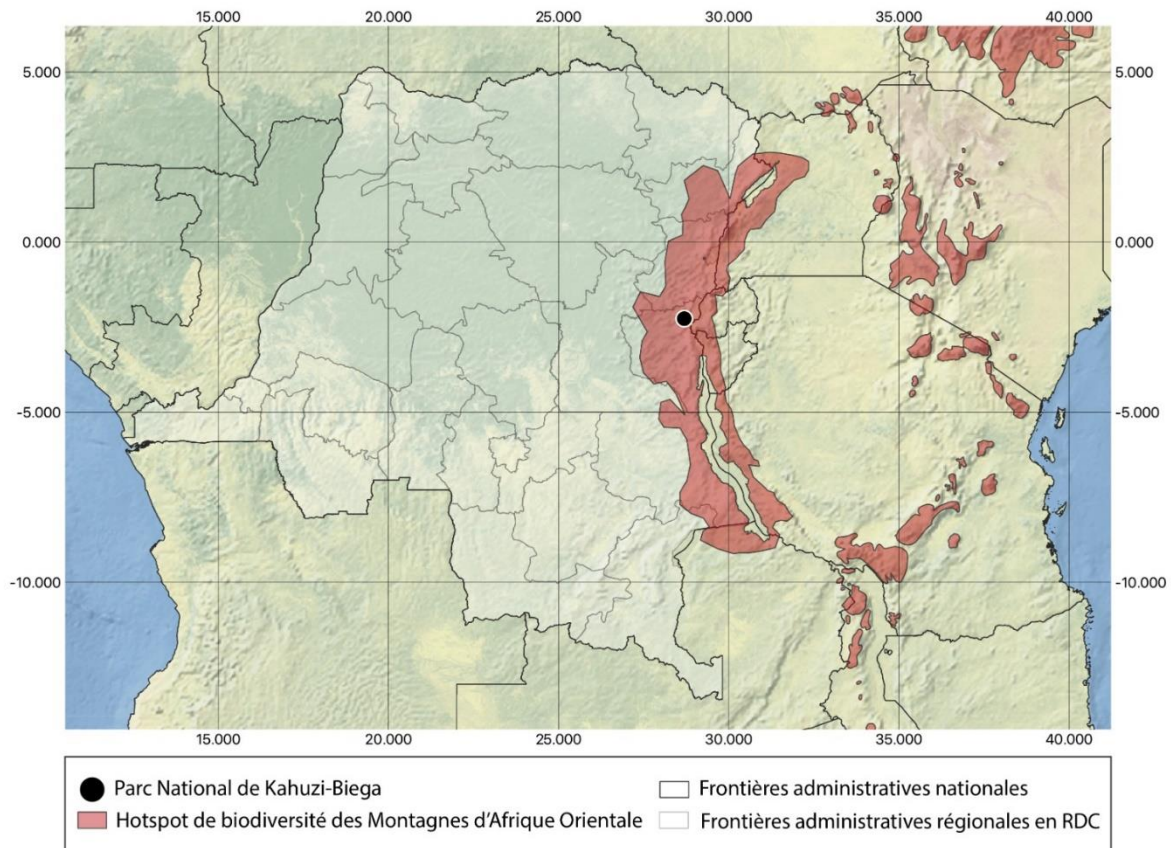 15.000 20.000 25.000 30.000 35.000 40.000
5.000 5.000
0.000 0.000
-5.000 -5.000
-10.000 -10.000
15.000 20.000 25.000 30.000 35.000 40.000
Parc National de Kahuzi-Biega Frontières administratives nationales
Hotspot de biodiversité des Montagnes d'Afrique Orientale Frontières administratives régionales en RDC